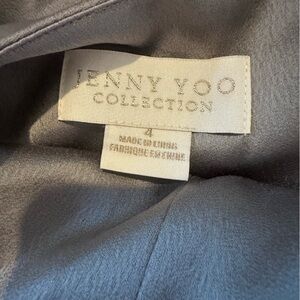 JENNY YOO
COLLECTION
4
MADE IN CHINA
FABRIQUE EN CHINE